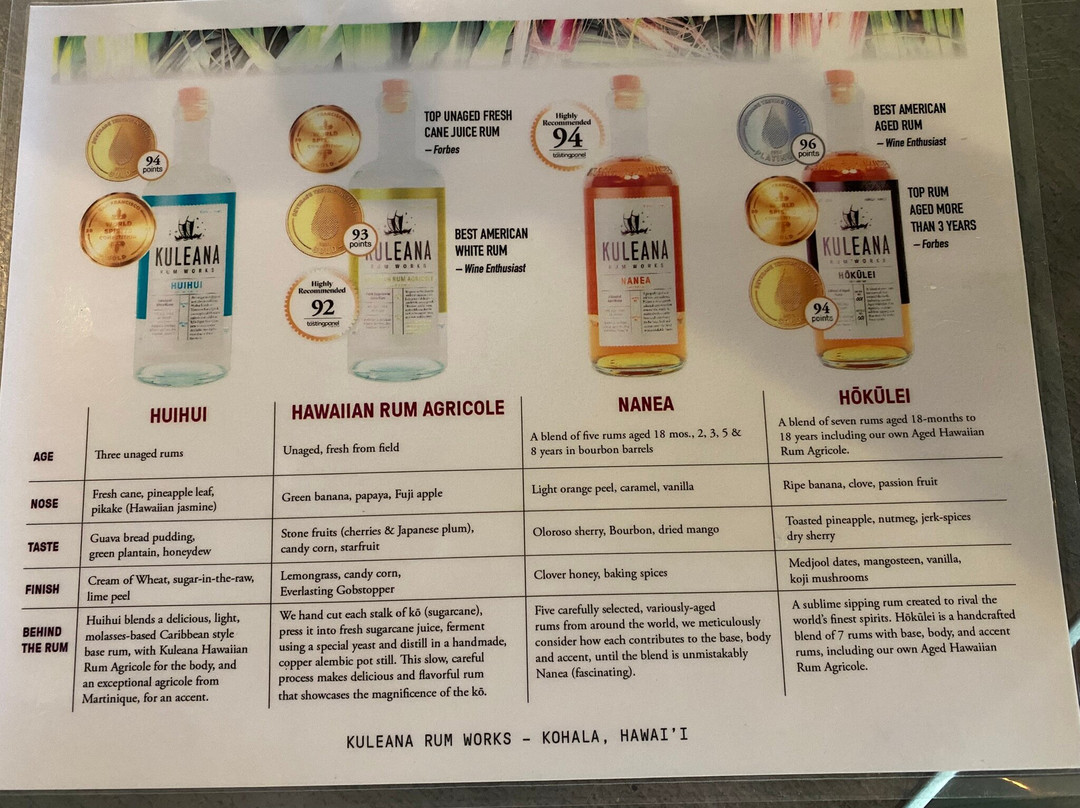 94
points
TOP UNAGED FRESH
CANE JUICE RUM
– Forbes
93
points
BEST AMERICAN
WHITE RUM
– Wine Enthusiast
Highly
Recommended
92
tastingpanel
Highly
Recommended
94
tastingpanel
PLATINUM
96
points
BEST AMERICAN
AGED RUM
– Wine Enthusiast
TOP RUM
AGED MORE
THAN 3 YEARS
– Forbes
94
points
KULEANA
RUM WORKS
HUIHUI
KULEANA
RUM WORKS
KULEANA
RUM WORKS
NANEA
KULEANA
RUM WORKS
HŌKŪLEI
HUIHUI
HAWAIIAN RUM AGRICOLE
NANEA
HŌKŪLEI
AGE
Three unaged rums
Unaged, fresh from field
A blend of five rums aged 18 mos., 2, 3, 5 &
8 years in bourbon barrels
A blend of seven rums aged 18-months to
18 years including our own Aged Hawaiian
Rum Agricole.
NOSE
Fresh cane, pineapple leaf,
pikake (Hawaiian jasmine)
Green banana, papaya, Fuji apple
Light orange peel, caramel, vanilla
Ripe banana, clove, passion fruit
TASTE
Guava bread pudding,
green plantain, honeydew
Stone fruits (cherries & Japanese plum),
candy corn, starfruit
Oloroso sherry, Bourbon, dried mango
Toasted pineapple, nutmeg, jerk-spices
dry sherry
FINISH
Cream of Wheat, sugar-in-the-raw,
lime peel
Lemongrass, candy corn,
Everlasting Gobstopper
Clover honey, baking spices
Medjool dates, mangosteen, vanilla,
koji mushrooms
BEHIND
THE RUM
Huihui blends a delicious, light,
molasses-based Caribbean style
base rum, with Kuleana Hawaiian
Rum Agricole for the body, and
an exceptional agricole from
Martinique, for an accent.
We hand cut each stalk of kō (sugarcane),
press it into fresh sugarcane juice, ferment
using a special yeast and distill in a handmade,
copper alembic pot still. This slow, careful
process makes delicious and flavorful rum
that showcases the magnificence of the kō.
Five carefully selected, variously-aged
rums from around the world, we meticulously
consider how each contributes to the base, body
and accent, until the blend is unmistakably
Nanea (fascinating).
A sublime sipping rum created to rival the
world's finest spirits. Hōkūlei is a handcrafted
blend of 7 rums with base, body, and accent
rums, including our own Aged Hawaiian
Rum Agricole.
KULEANA RUM WORKS – KOHALA, HAWAI'I